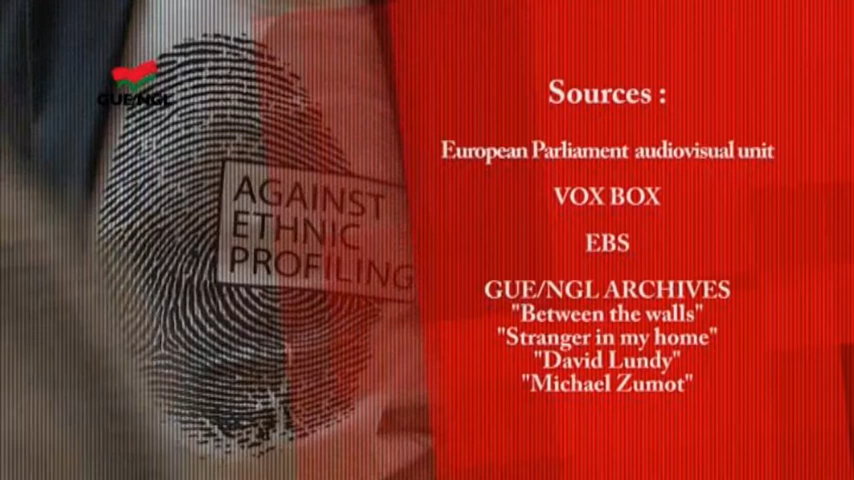 GUE/NGL
AGAINST
ETHNIC
PROFILING
Sources :
European Parliament audiovisual unit
VOX BOX
EBS
GUE/NGL ARCHIVES
"Between the walls"
"Stranger in my home"
"David Lundy"
"Michael Zumot"